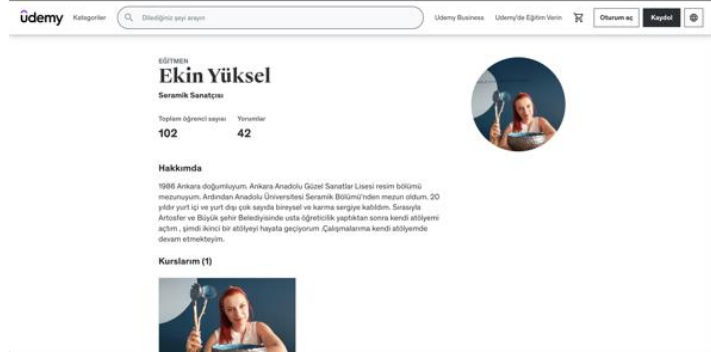 ûdemy Kategoriler Dilediğiniz şeyi arayın Udemy Business Udemy'de Eğitim Verin Oturum aç Kaydol
EĞİTMEN
Ekin Yüksel
Seramik Sanatçısı
Toplam öğrenci sayısı Yorumlar
102 42
Hakkımda
1986 Ankara doğumluyum. Ankara Anadolu Güzel Sanatlar Lisesi resim bölümü
mezunuyum. Ardından Anadolu Üniversitesi Seramik Bölümü'nden mezun oldum. 20
yıldır yurt içi ve yurt dışı çok sayıda bireysel ve karma sergiye katıldım. Sırasıyla
Artosfer ve Büyük şehir Belediyisinde usta öğreticilik yaptıktan sonra kendi atölyemi
açtım , şimdi ikinci bir atölyeyi hayata geçiyorum .Çalışmalarıma kendi atölyemde
devam etmekteyim.
Kurslarım (1)